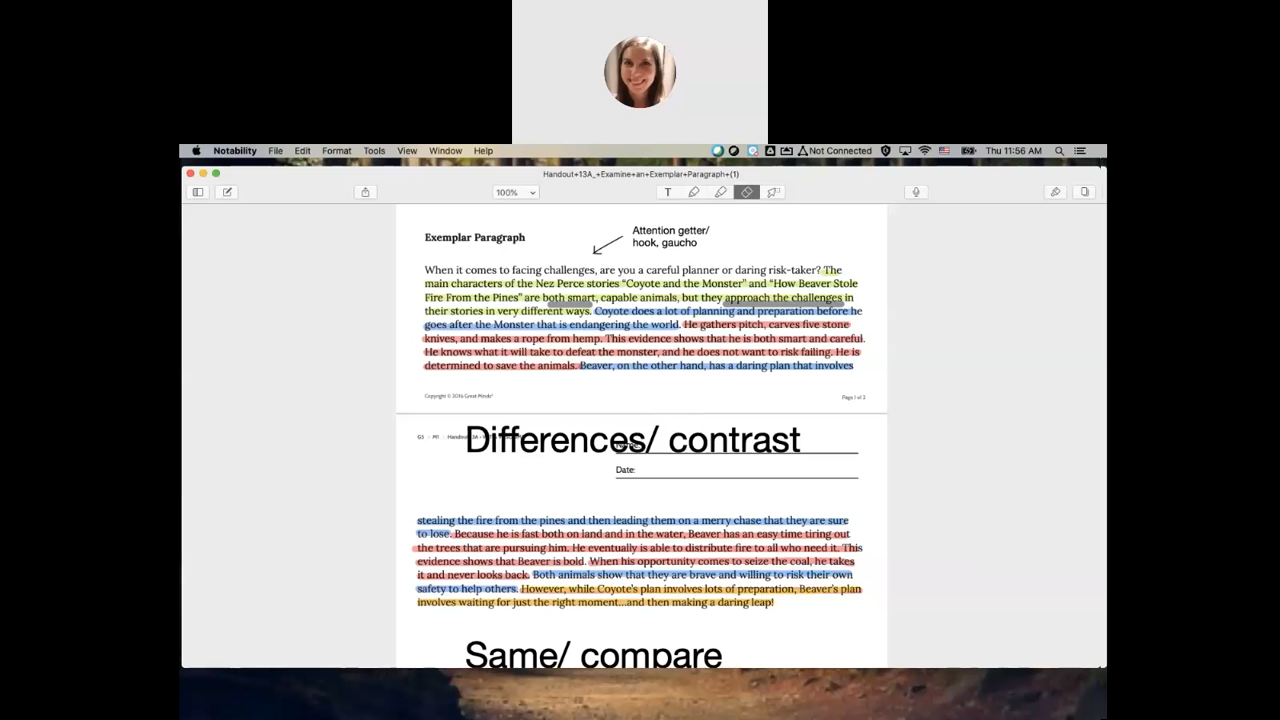 Notability File Edit Format Tools View Window Help Not Connected Thu 11:56 AM
Handout+13A_+Examine+an+Exemplar+Paragraph+(1)
100% T
Attention getter/
hook, gaucho
Exemplar Paragraph
When it comes to facing challenges, are you a careful planner or daring risk-taker? The
main characters of the Nez Perce stories “Coyote and the Monster” and “How Beaver Stole
Fire From the Pines” are both smart, capable animals, but they approach the challenges in
their stories in very different ways. Coyote does a lot of planning and preparation before he
goes after the Monster that is endangering the world. He gathers pitch, carves five stone
knives, and makes a rope from hemp. This evidence shows that he is both smart and careful.
He knows what it will take to defeat the monster, and he does not want to risk failing. He is
determined to save the animals. Beaver, on the other hand, has a daring plan that involves
Copyright © 2016 Great Minds® Page 1 of 2
G3 M1 Handout
Differences/ contrast
Date:
stealing the fire from the pines and then leading them on a merry chase that they are sure
to lose. Because he is fast both on land and in the water, Beaver has an easy time tiring out
the trees that are pursuing him. He eventually is able to distribute fire to all who need it. This
evidence shows that Beaver is bold. When his opportunity comes to seize the coal, he takes
it and never looks back. Both animals show that they are brave and willing to risk their own
safety to help others. However, while Coyote’s plan involves lots of preparation, Beaver’s plan
involves waiting for just the right moment…and then making a daring leap!
Same/ compare